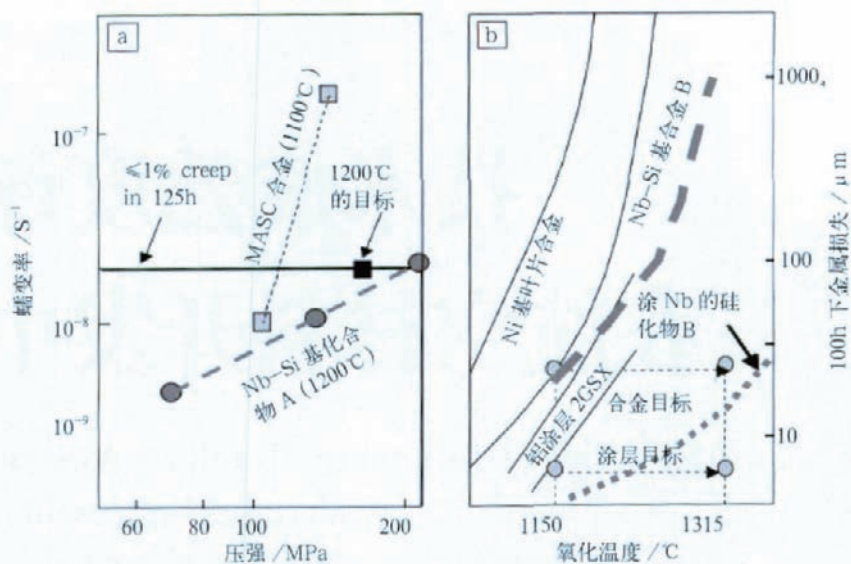 a
10⁻⁷
10⁻⁸
10⁻⁹
蠕变率 /S⁻¹
≤1% creep
in 125h
MASC 合金 (1100℃)
1200℃
的目标
Nb-Si 基化合
物 A (1200℃)
60
80
100
200
压强 /MPa
b
Ni 基叶片合金
铝涂层 2GSX
Nb-Si 基合金 B
涂 Nb 的硅
化物B
合金目标
涂层目标
1150
1315
氧化温度 /℃
1000
100
10
100h 下金属损失 / μm